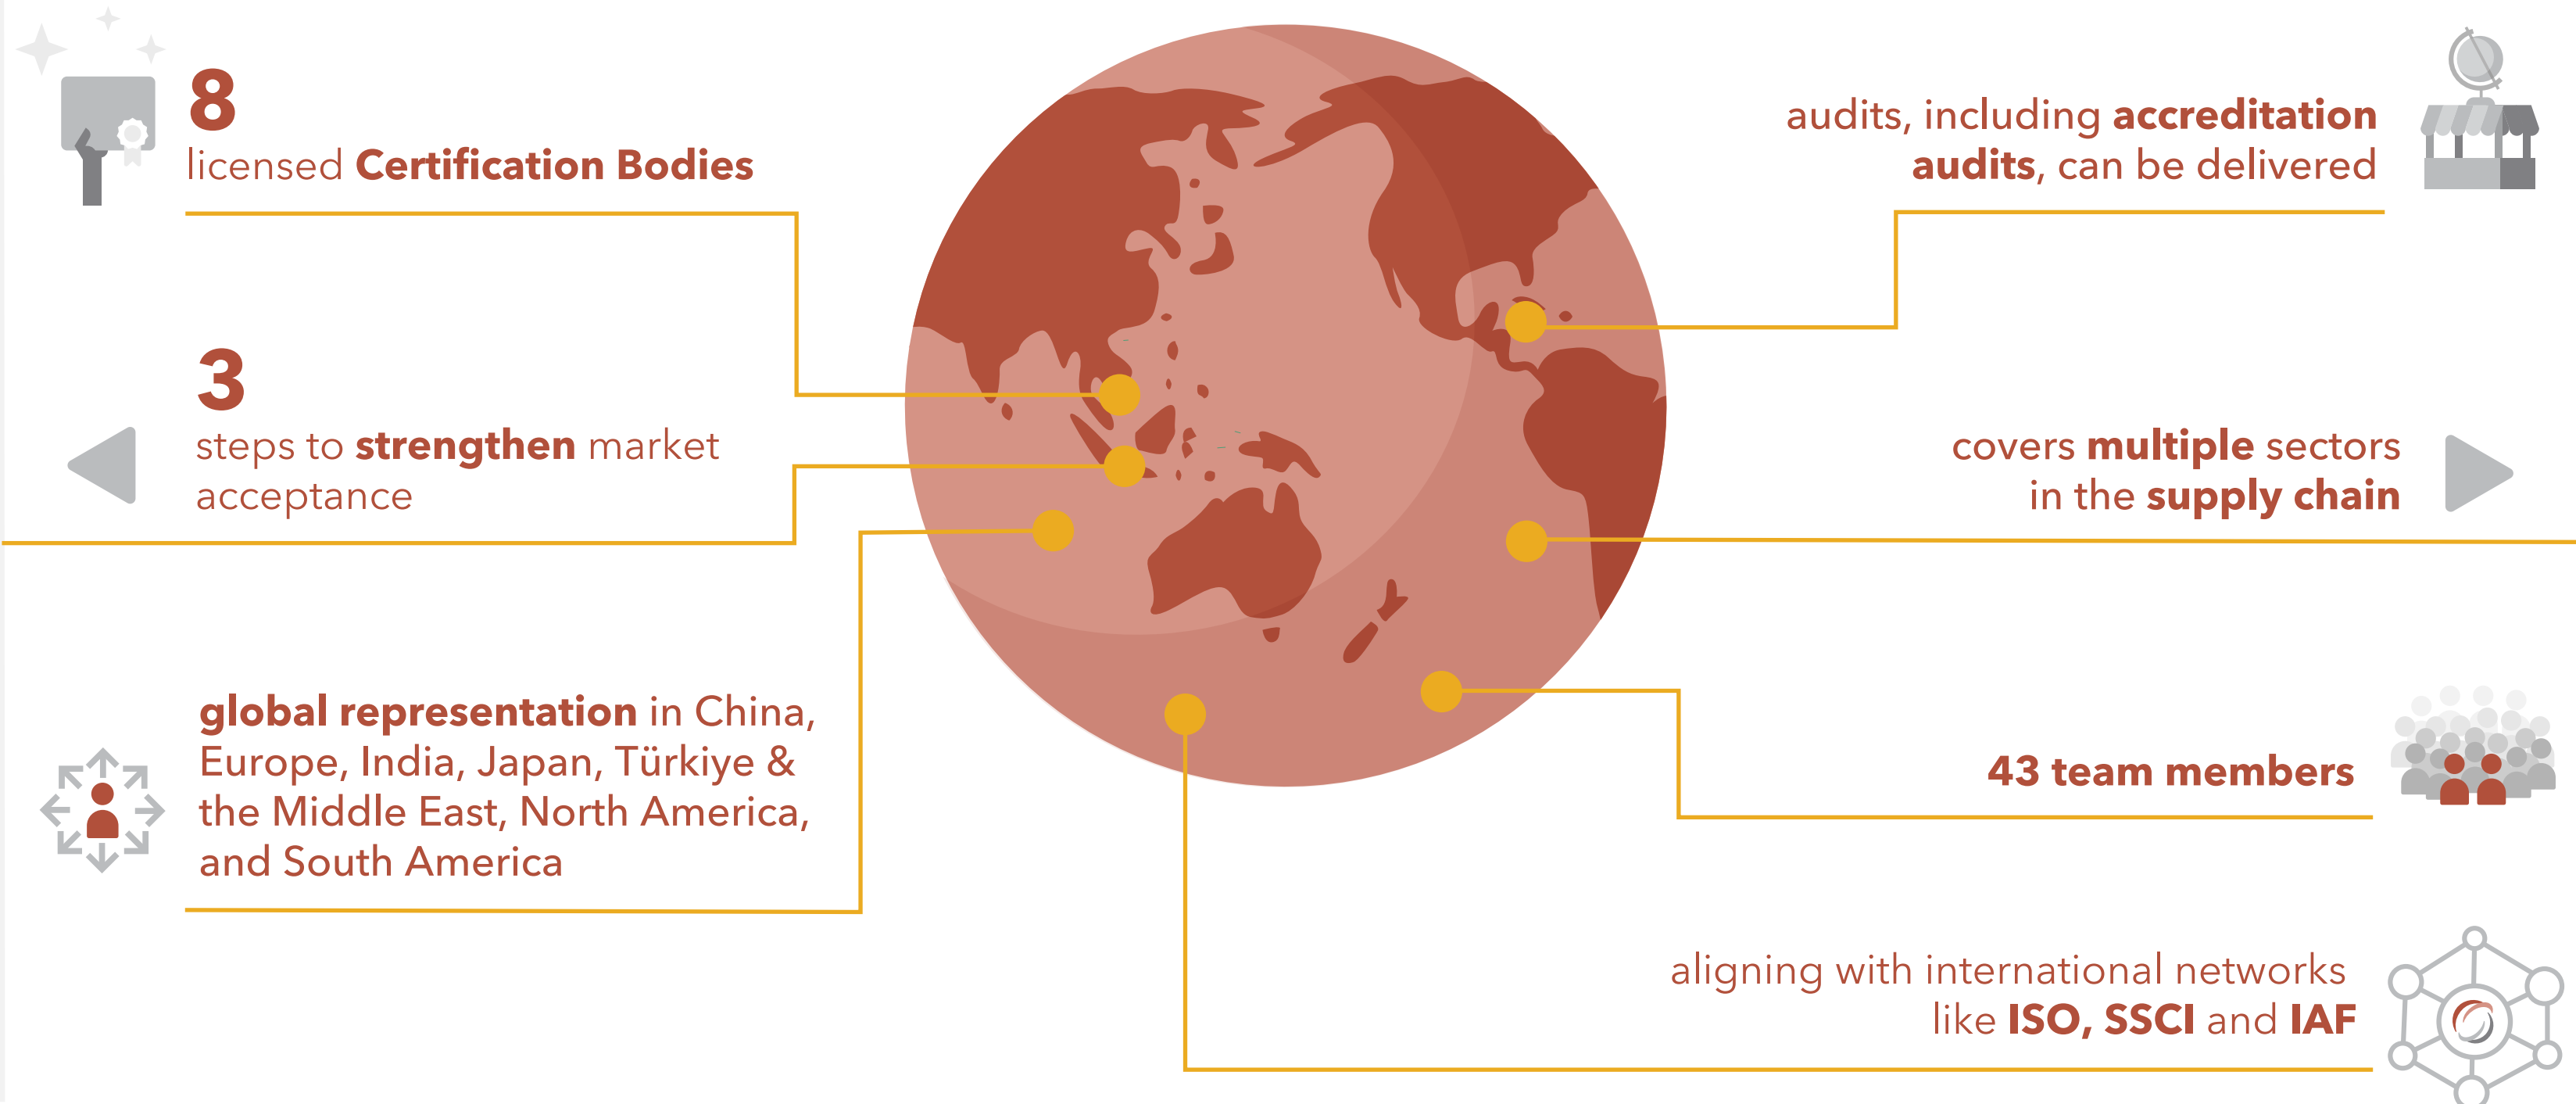 8
licensed Certification Bodies
3
steps to strengthen market
acceptance
global representation in China,
Europe, India, Japan, Türkiye &
the Middle East, North America,
and South America
audits, including accreditation
audits, can be delivered
covers multiple sectors
in the supply chain
43 team members
aligning with international networks
like ISO, SSCI and IAF